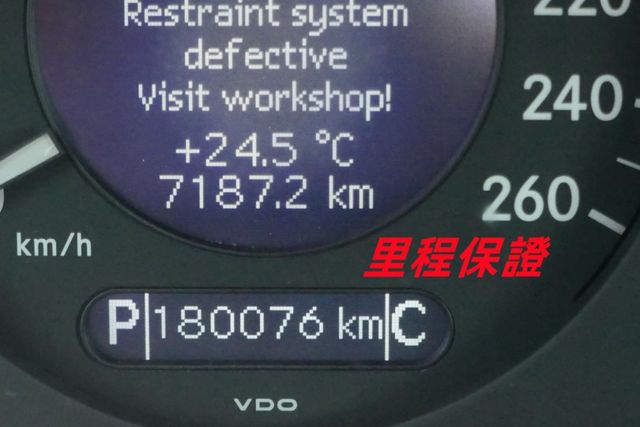 Restraint system
defective
Visit workshop!
+24.5 °C
7187.2 km
220
240
260
km/h
里程保證
P 180076 km C
VDO